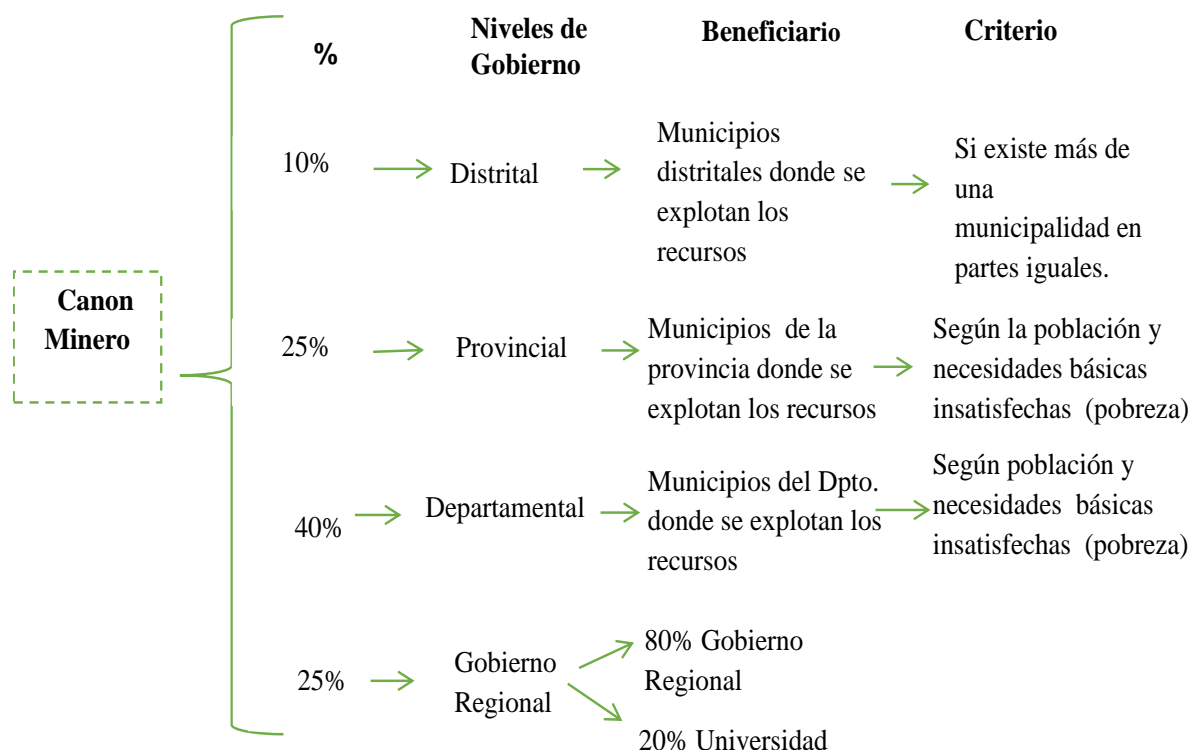 %
Niveles de
Gobierno
Beneficiario
Criterio
10%
Distrital
Municipios
distritales donde se
explotan los
recursos
Si existe más de
una
municipalidad en
partes iguales.
Canon
Minero
25%
Provincial
Municipios de la
provincia donde se
explotan los recursos
Según la población y
necesidades básicas
insatisfechas (pobreza)
40%
Departamental
Municipios del Dpto.
donde se explotan los
recursos
Según población y
necesidades básicas
insatisfechas (pobreza)
25%
Gobierno
Regional
80% Gobierno
Regional
20% Universidad